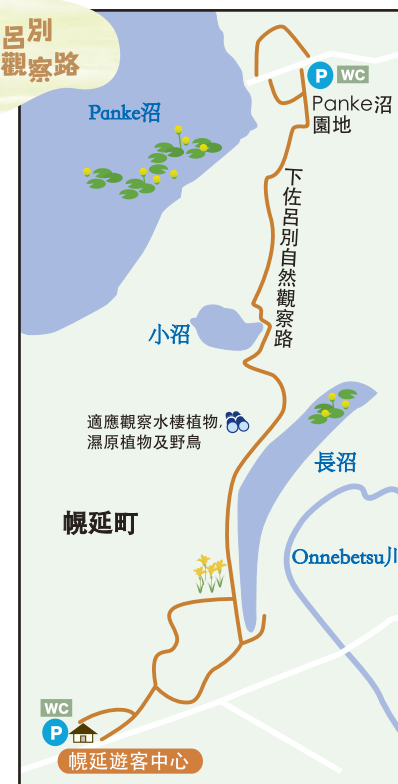 呂別
觀察路
Panke沼
P WC
Panke沼
園地
下佐呂別自然觀察路
小沼
適應觀察水棲植物,
濕原植物及野鳥
長沼
幌延町
Onnebetsu川
WC
P
幌延遊客中心